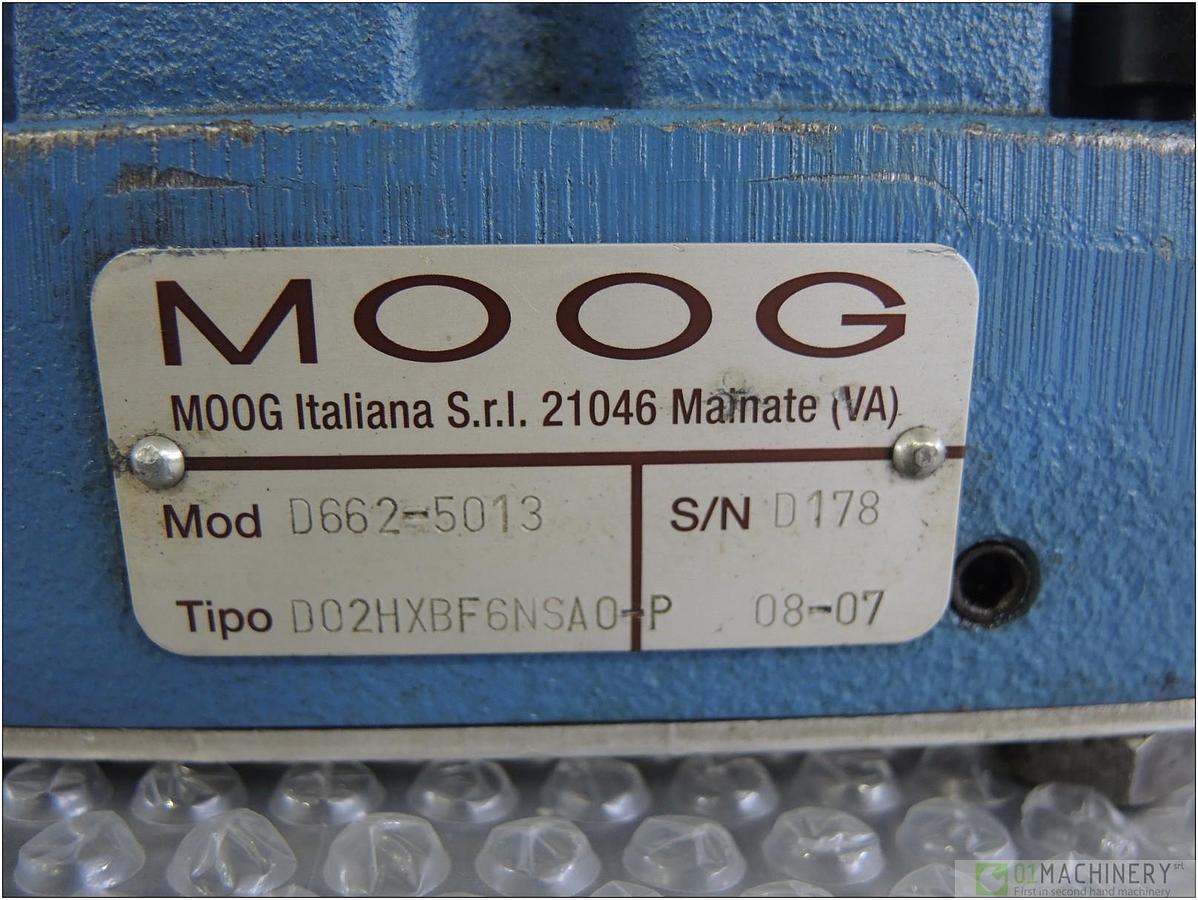 MOOG
MOOG Italiana S.r.l. 21046 Malnate (VA)
Mod D662-5013 S/N D178
Tipo D02HXBF6NSA0-P 08-07
01MACHINERY srl
First in second hand machinery